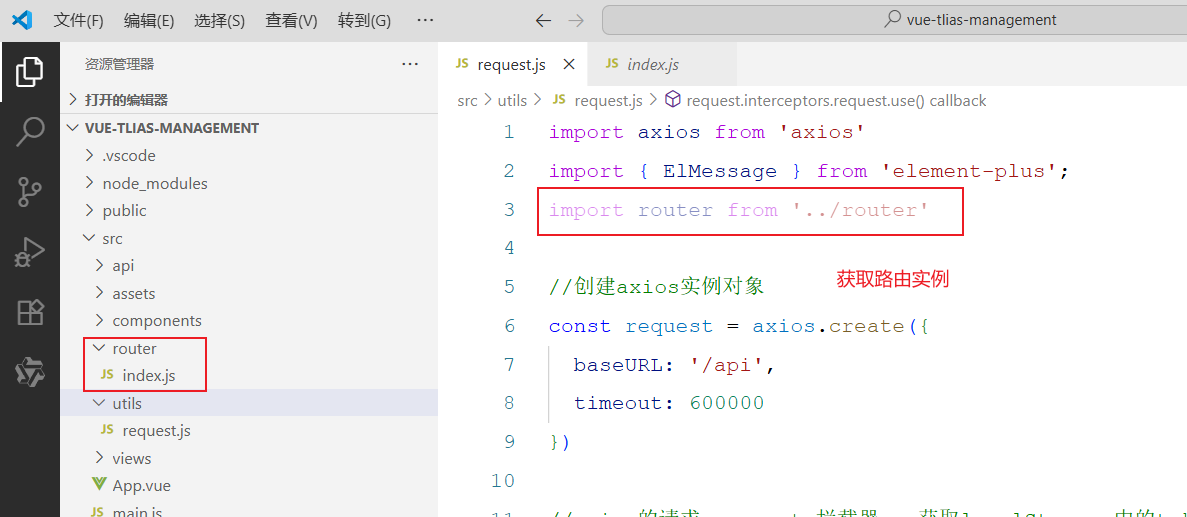 文件(F) 编辑(E) 选择(S) 查看(V) 转到(G) ··· ← → vue-tlias-management
资源管理器 ···
打开的编辑器
VUE-TLIAS-MANAGEMENT
.vscode
node_modules
public
src
api
assets
components
router
JS index.js
utils
JS request.js
views
App.vue
JS main.js
JS request.js × JS index.js
src > utils > JS request.js > request.interceptors.request.use() callback
1 import axios from 'axios'
2 import { ElMessage } from 'element-plus';
3 import router from '../router'
4
获取路由实例
5 //创建axios实例对象
6 const request = axios.create({
7 baseURL: '/api',
8 timeout: 600000
9 })
10